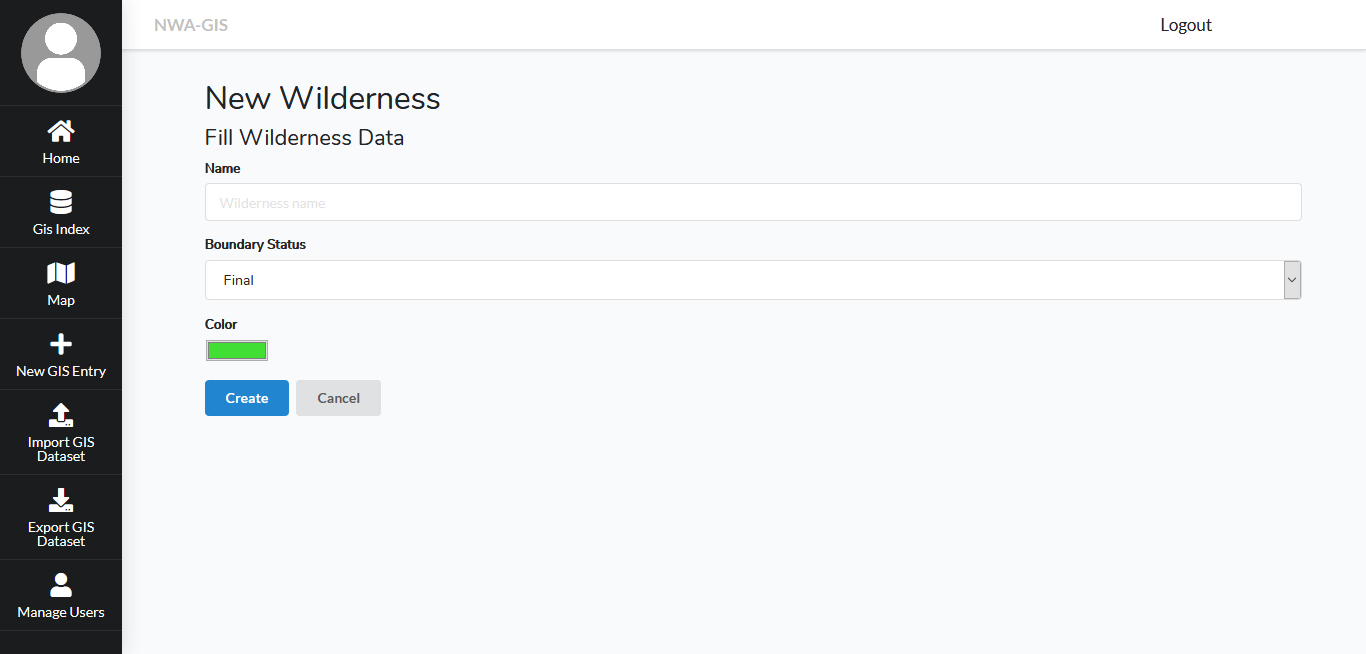 NWA-GIS
Logout
Home
Gis Index
Map
New GIS Entry
Import GIS
Dataset
Export GIS
Dataset
Manage Users
New Wilderness
Fill Wilderness Data
Name
Wilderness name
Boundary Status
Final
Color
Create
Cancel